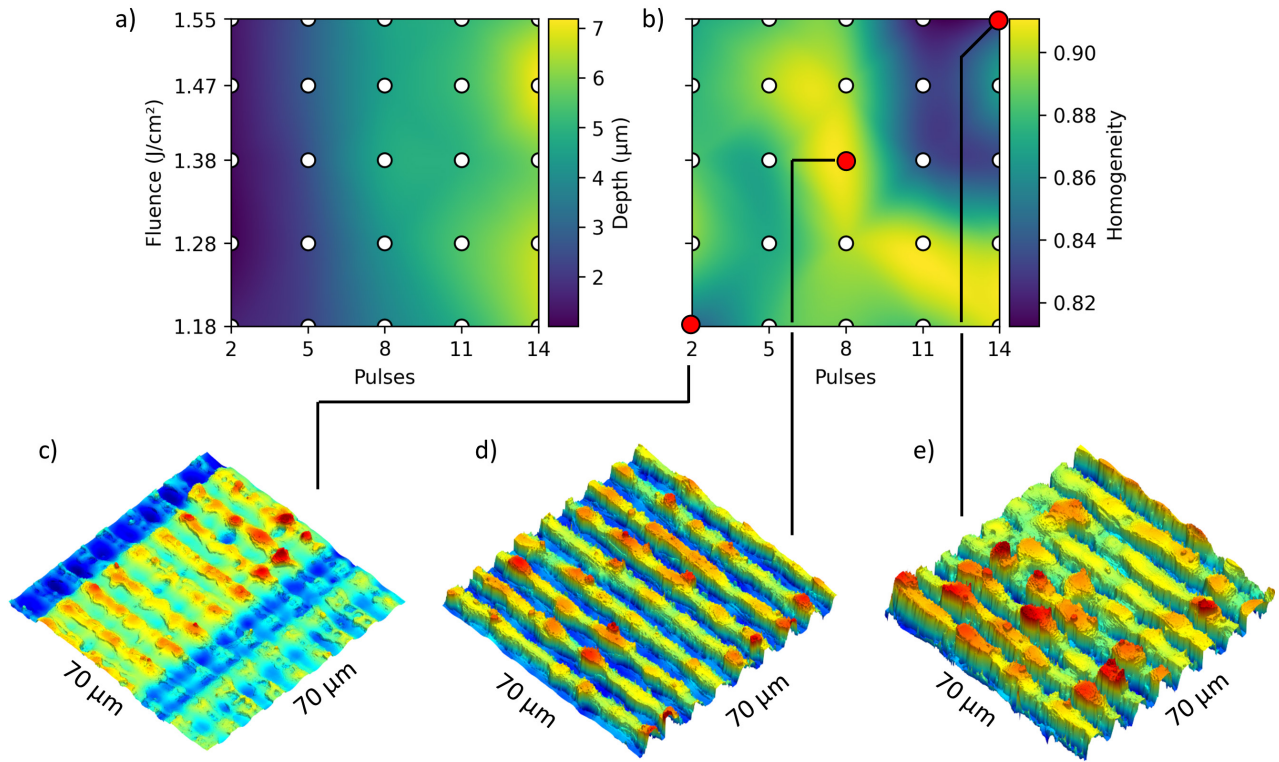 a)
1.55
1.47
1.38
1.28
1.18
Fluence (J/cm²)
2 5 8 11 14
Pulses
7
6
5
4
3
2
Depth (μm)
b)
2 5 8 11 14
Pulses
0.90
0.88
0.86
0.84
0.82
Homogeneity
c)
70 μm
70 μm
d)
70 μm
70 μm
e)
70 μm
70 μm